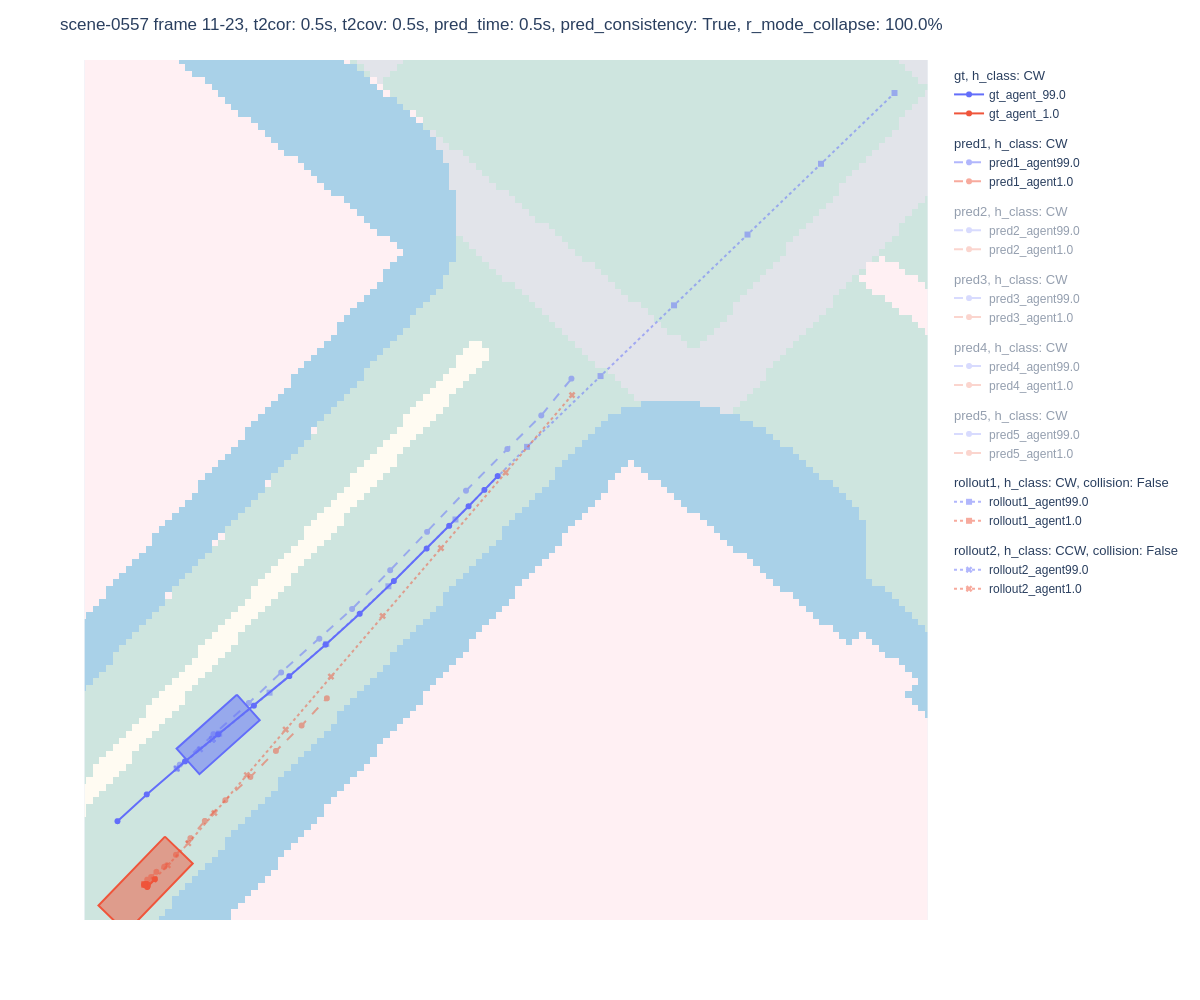 scene-0557 frame 11-23, t2cor: 0.5s, t2cov: 0.5s, pred_time: 0.5s, pred_consistency: True, r_mode_collapse: 100.0%
gt, h_class: CW
gt_agent_99.0
gt_agent_1.0
pred1, h_class: CW
pred1_agent99.0
pred1_agent1.0
pred2, h_class: CW
pred2_agent99.0
pred2_agent1.0
pred3, h_class: CW
pred3_agent99.0
pred3_agent1.0
pred4, h_class: CW
pred4_agent99.0
pred4_agent1.0
pred5, h_class: CW
pred5_agent99.0
pred5_agent1.0
rollout1, h_class: CW, collision: False
rollout1_agent99.0
rollout1_agent1.0
rollout2, h_class: CCW, collision: False
rollout2_agent99.0
rollout2_agent1.0